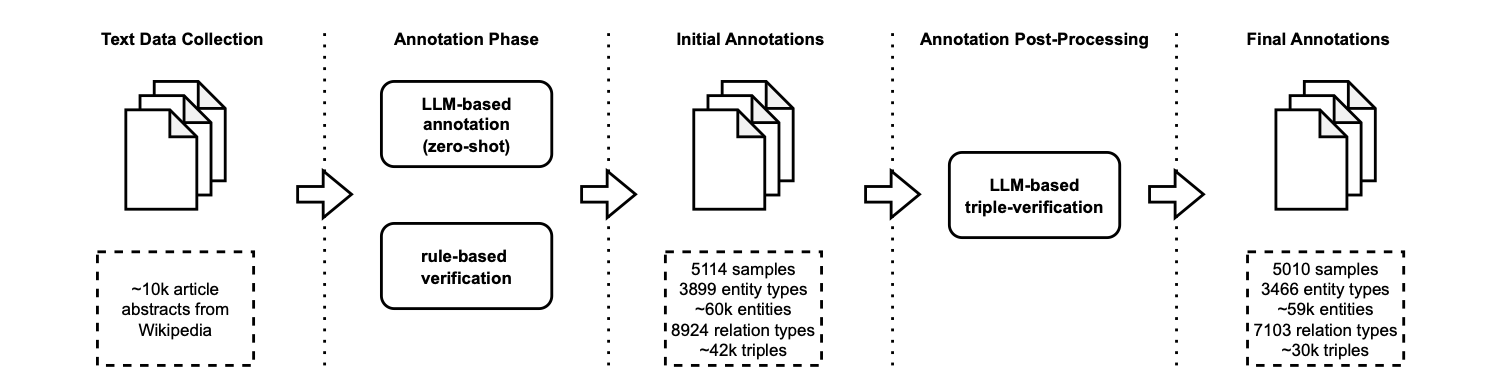 Text Data Collection
Annotation Phase
Initial Annotations
Annotation Post-Processing
Final Annotations
LLM-based
annotation
(zero-shot)
rule-based
verification
LLM-based
triple-verification
~10k article
abstracts from
Wikipedia
5114 samples
3899 entity types
~60k entities
8924 relation types
~42k triples
5010 samples
3466 entity types
~59k entities
7103 relation types
~30k triples